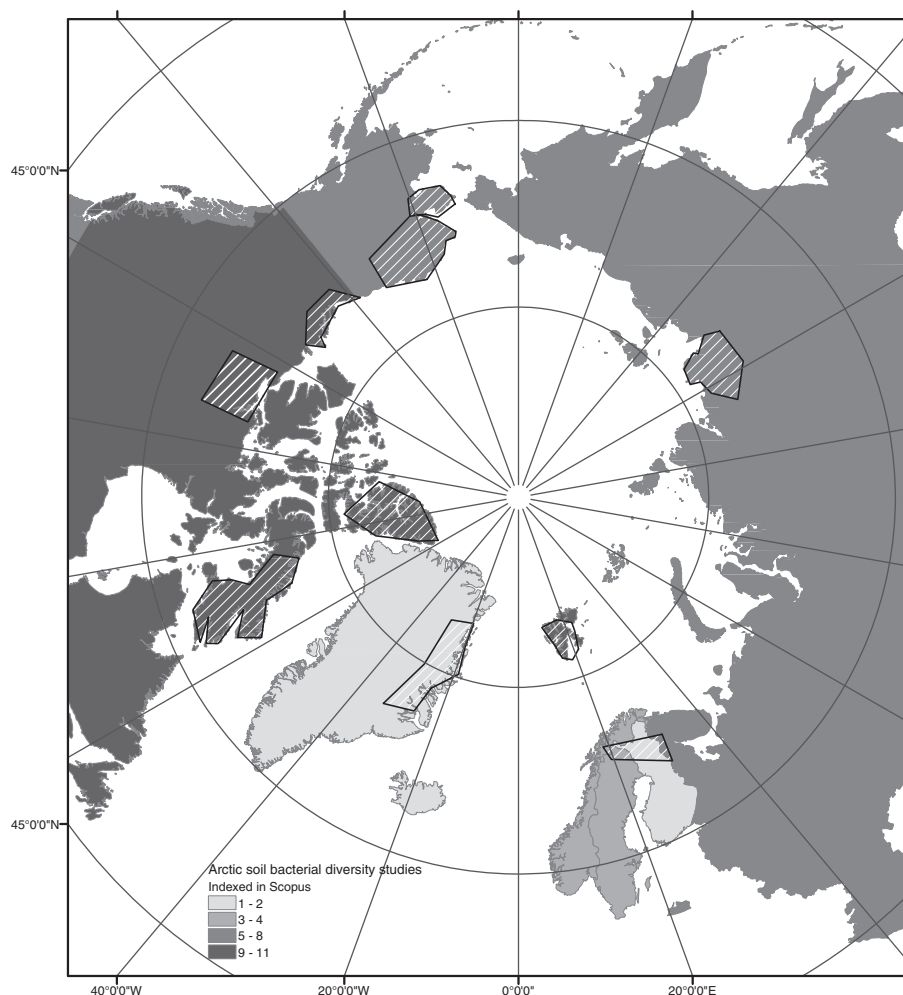 45°0'0"N
45°0'0"N
Arctic soil bacterial diversity studies
Indexed in Scopus
1 - 2
3 - 4
5 - 8
9 - 11
40°0'0"W
20°0'0"W
0°0'0"
20°0'0"E